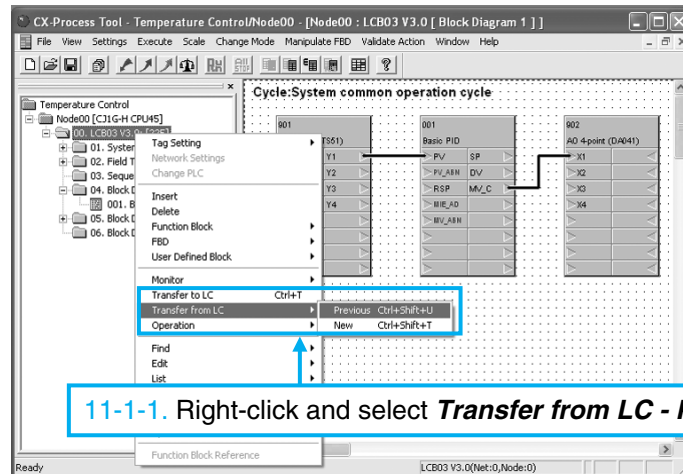 CX-Process Tool - Temperature Control/Node00 - [Node00 : LCB03 V3.0 [ Block Diagram 1 ] ]
File View Settings Execute Scale Change Mode Manipulate FBD Validate Action Window Help
Cycle:System common operation cycle
Temperature Control
Node00 [CJ1G-H CPU45]
00. LCB03 V3.0: [225]
01. System
02. Field T
03. Seque
04. Block D
001. B
05. Block D
06. Block D
Tag Setting
Network Settings
Change PLC
Insert
Delete
Function Block
FBD
User Defined Block
Monitor
Transfer to LC Ctrl+T
Transfer from LC
Operation
Find
Edit
List
Function Block Reference
Previous Ctrl+Shift+U
New Ctrl+Shift+T
901
TS51)
Y1
Y2
Y3
Y4
001
Basic PID
PV SP
PV_ABN DV
RSP MV_C
MIE_AD
MV_ABN
902
AO 4-point (DA041)
X1
X2
X3
X4
11-1-1. Right-click and select Transfer from LC -
Ready
LCB03 V3.0(Net:0,Node:0)